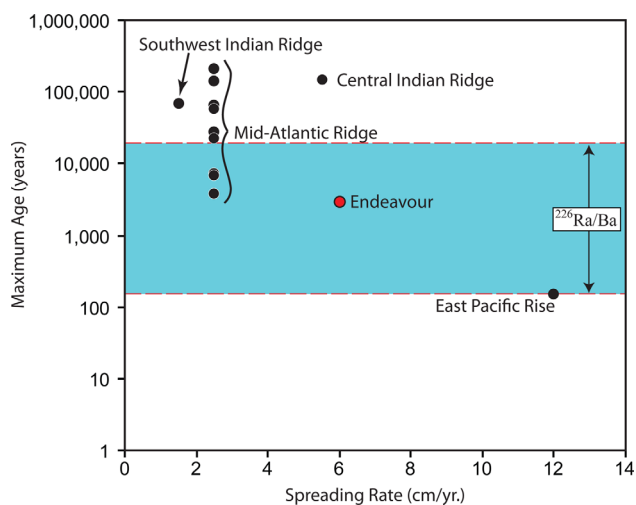 1,000,000
100,000
10,000
1,000
100
10
1
Maximum Age (years)
Southwest Indian Ridge
Central Indian Ridge
Mid-Atlantic Ridge
Endeavour
²²⁶Ra/Ba
East Pacific Rise
0 2 4 6 8 10 12 14
Spreading Rate (cm/yr.)